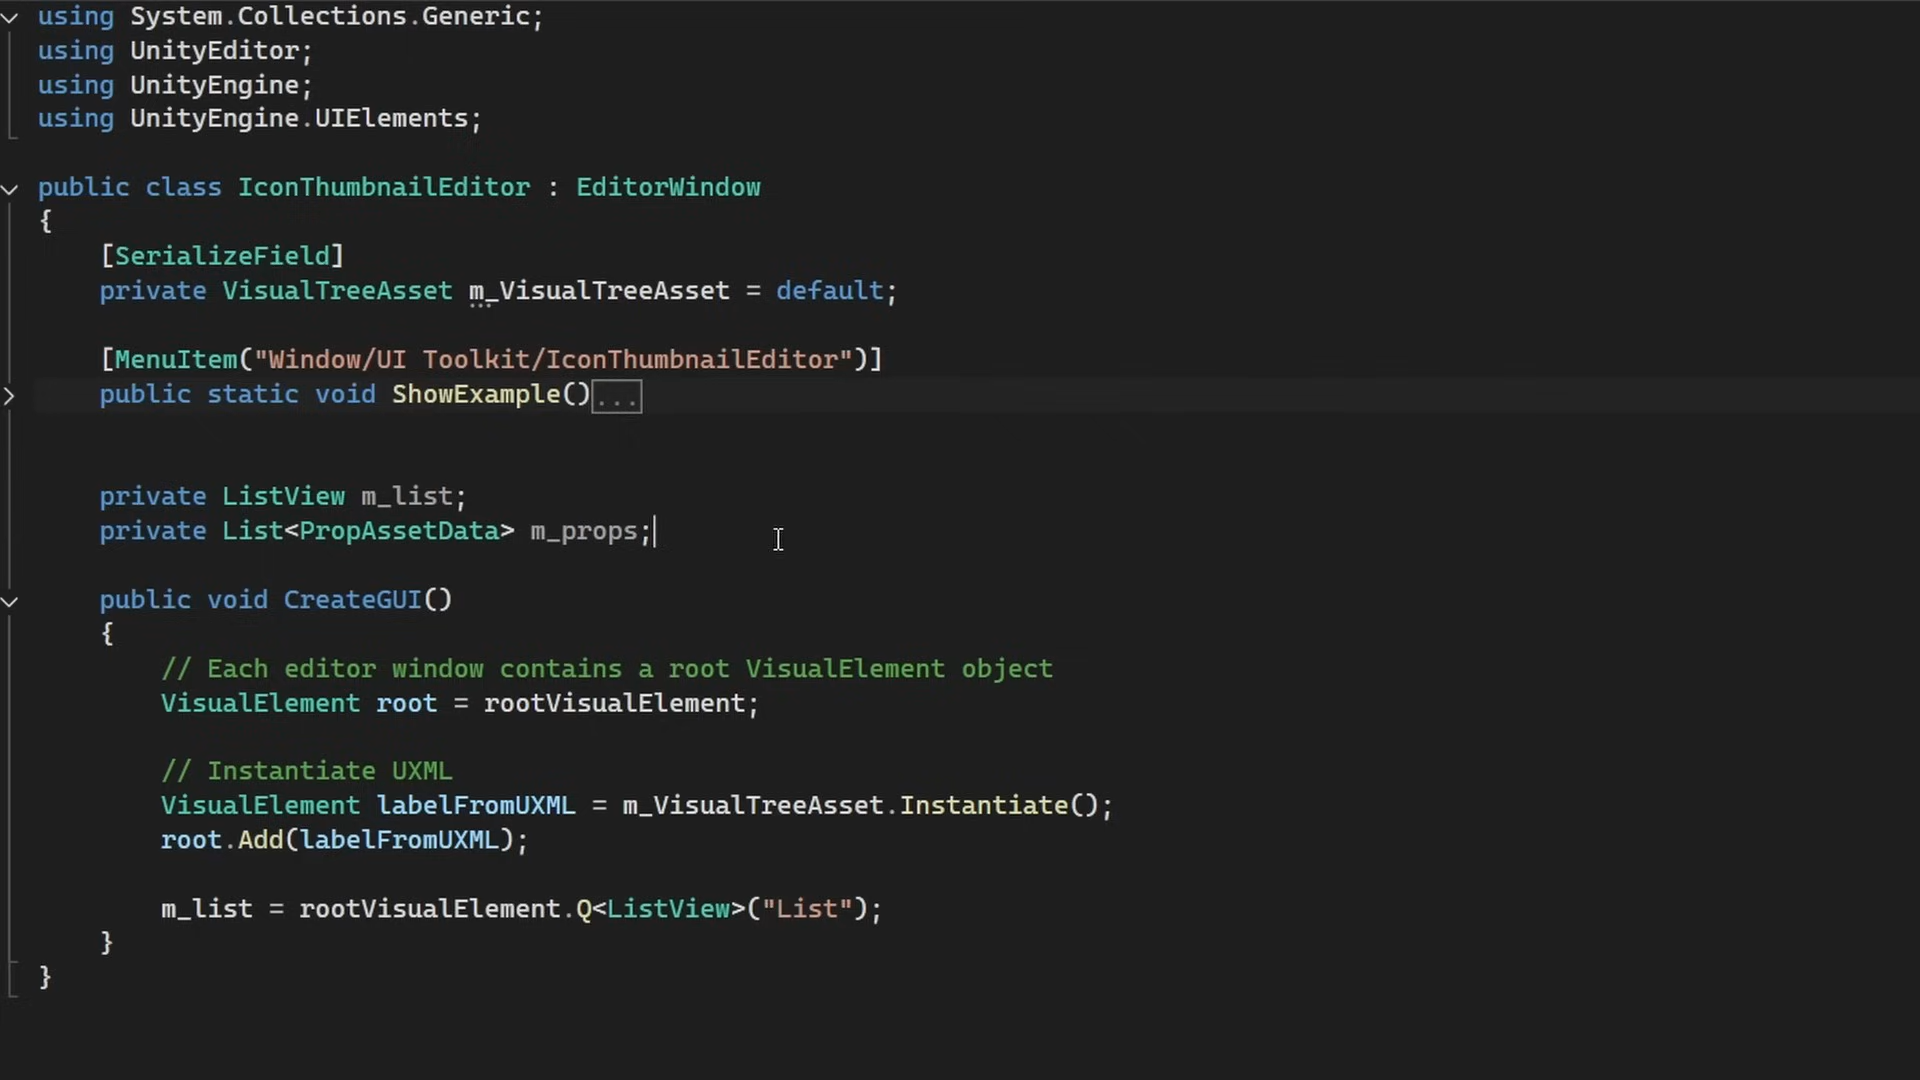 using System.Collections.Generic;
using UnityEditor;
using UnityEngine;
using UnityEngine.UIElements;
public class IconThumbnailEditor : EditorWindow
{
[SerializeField]
private VisualTreeAsset m_VisualTreeAsset = default;
[MenuItem("Window/UI Toolkit/IconThumbnailEditor")]
public static void ShowExample()...
private ListView m_list;
private List<PropAssetData> m_props;
public void CreateGUI()
{
// Each editor window contains a root VisualElement object
VisualElement root = rootVisualElement;
// Instantiate UXML
VisualElement labelFromUXML = m_VisualTreeAsset.Instantiate();
root.Add(labelFromUXML);
m_list = rootVisualElement.Q<ListView>("List");
}
}